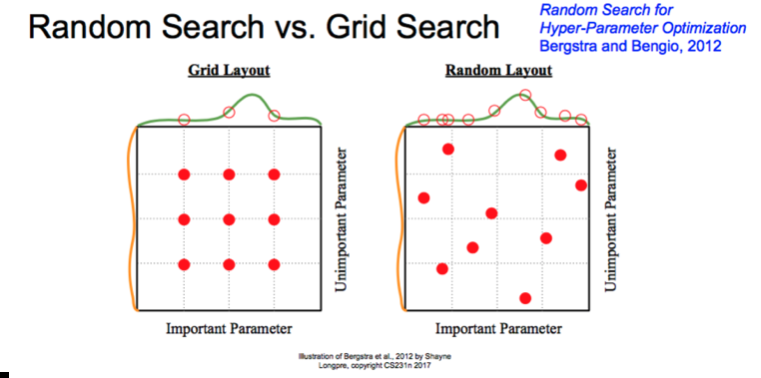 Random Search vs. Grid Search
Random Search for
Hyper-Parameter Optimization
Bergstra and Bengio, 2012
Grid Layout
Unimportant Parameter
Important Parameter
Random Layout
Unimportant Parameter
Important Parameter
Illustration of Bergstra et al., 2012 by Shayne
Longpre, copyright CS231n 2017